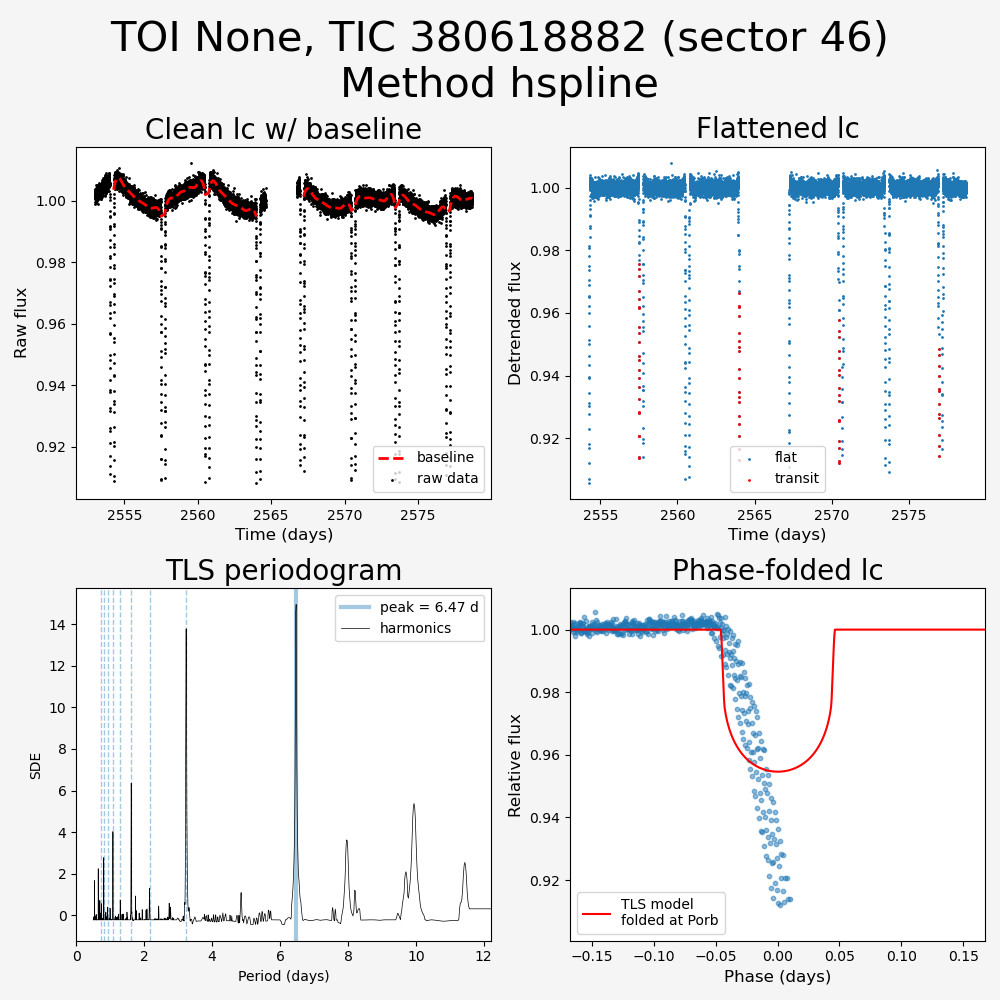 TOI None, TIC 380618882 (sector 46)
Method hspline
Clean lc w/ baseline
Raw flux
1.00
0.98
0.96
0.94
0.92
baseline
raw data
2555
2560
2565
2570
2575
Time (days)
Flattened lc
Detrended flux
1.00
0.98
0.96
0.94
0.92
flat
transit
2555
2560
2565
2570
2575
Time (days)
TLS periodogram
SDE
14
12
10
8
6
4
2
0
peak = 6.47 d
harmonics
0
2
4
6
8
10
12
Period (days)
Phase-folded lc
Relative flux
1.00
0.98
0.96
0.94
0.92
TLS model
folded at Porb
−0.15
−0.10
−0.05
0.00
0.05
0.10
0.15
Phase (days)